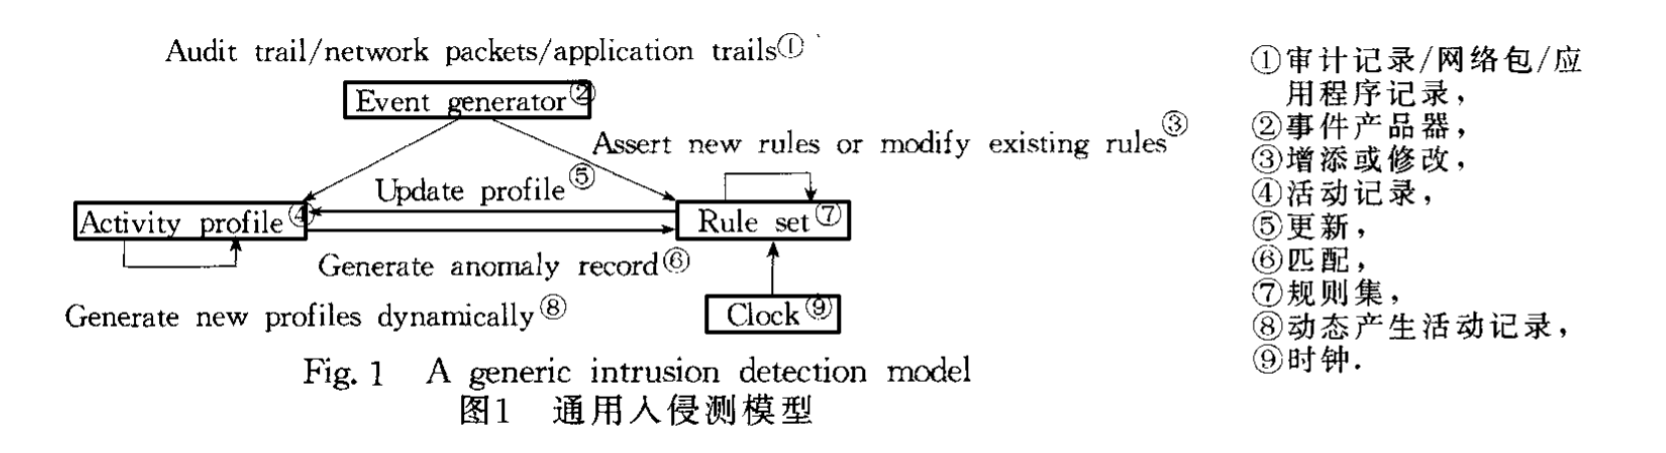 Audit trail/network packets/application trails①
Event generator②
Assert new rules or modify existing rules③
Update profile⑤
Activity profile④
Rule set⑦
Generate anomaly record⑥
Generate new profiles dynamically⑧
Clock⑨
Fig. 1 A generic intrusion detection model
图1 通用入侵测模型
①审计记录/网络包/应
用程序记录,
②事件产品器,
③增添或修改,
④活动记录,
⑤更新,
⑥匹配,
⑦规则集,
⑧动态产生活动记录,
⑨时钟.